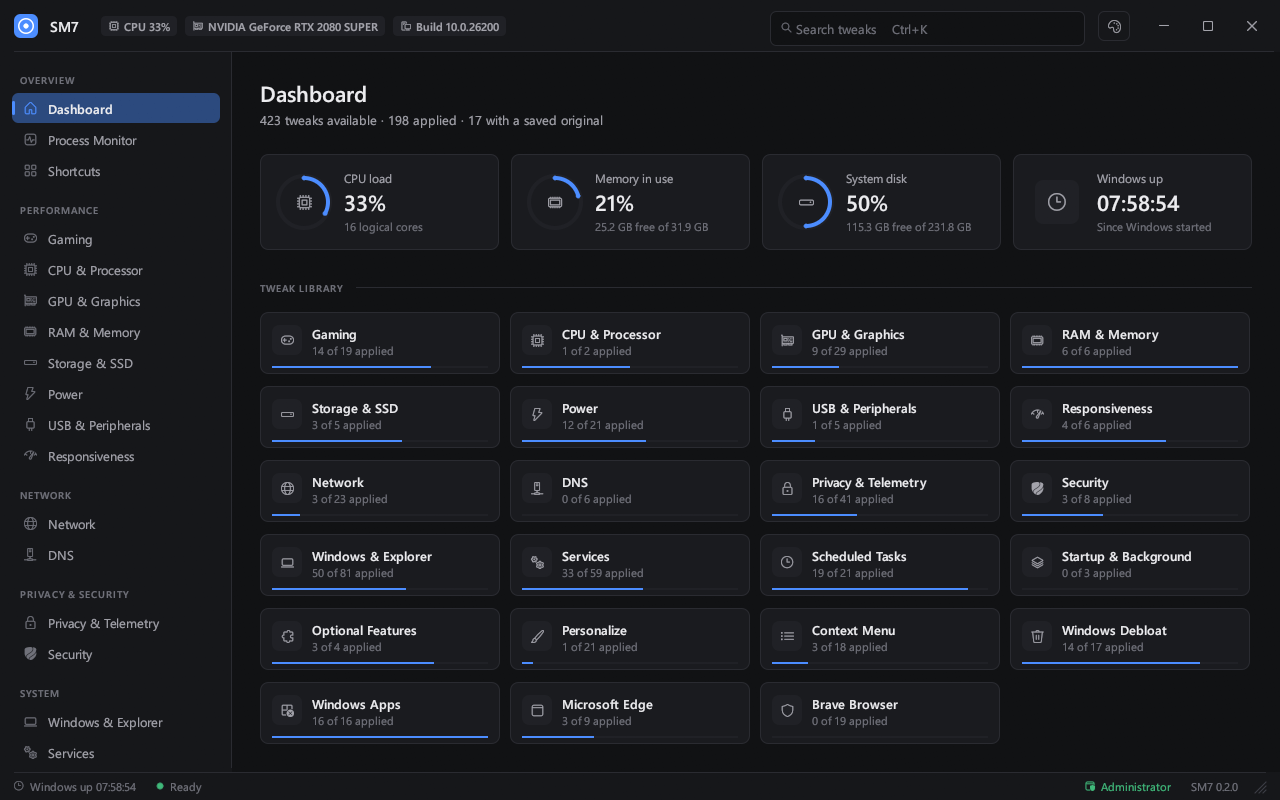 SM7
CPU 33%
NVIDIA GeForce RTX 2080 SUPER
Build 10.0.26200
Search tweaks Ctrl+K
OVERVIEW
Dashboard
Process Monitor
Shortcuts
PERFORMANCE
Gaming
CPU & Processor
GPU & Graphics
RAM & Memory
Storage & SSD
Power
USB & Peripherals
Responsiveness
NETWORK
Network
DNS
PRIVACY & SECURITY
Privacy & Telemetry
Security
SYSTEM
Windows & Explorer
Services
Dashboard
423 tweaks available · 198 applied · 17 with a saved original
CPU load
33%
16 logical cores
Memory in use
21%
25.2 GB free of 31.9 GB
System disk
50%
115.3 GB free of 231.8 GB
Windows up
07:58:54
Since Windows started
TWEAK LIBRARY
Gaming
14 of 19 applied
CPU & Processor
1 of 2 applied
GPU & Graphics
9 of 29 applied
RAM & Memory
6 of 6 applied
Storage & SSD
3 of 5 applied
Power
12 of 21 applied
USB & Peripherals
1 of 5 applied
Responsiveness
4 of 6 applied
Network
3 of 23 applied
DNS
0 of 6 applied
Privacy & Telemetry
16 of 41 applied
Security
3 of 8 applied
Windows & Explorer
50 of 81 applied
Services
33 of 59 applied
Scheduled Tasks
19 of 21 applied
Startup & Background
0 of 3 applied
Optional Features
3 of 4 applied
Personalize
1 of 21 applied
Context Menu
3 of 18 applied
Windows Debloat
14 of 17 applied
Windows Apps
16 of 16 applied
Microsoft Edge
3 of 9 applied
Brave Browser
0 of 19 applied
Windows up 07:58:54
Ready
Administrator
SM7 0.2.0